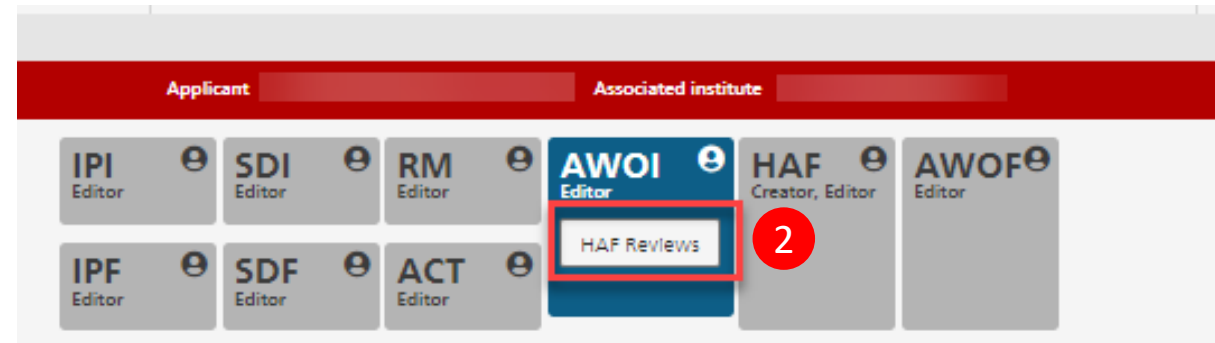 Applicant Associated institute
IPI SDI RM AWOI HAF AWOF
Editor Editor Editor Editor Creator, Editor Editor
HAF Reviews 2
IPF SDF ACT
Editor Editor Editor